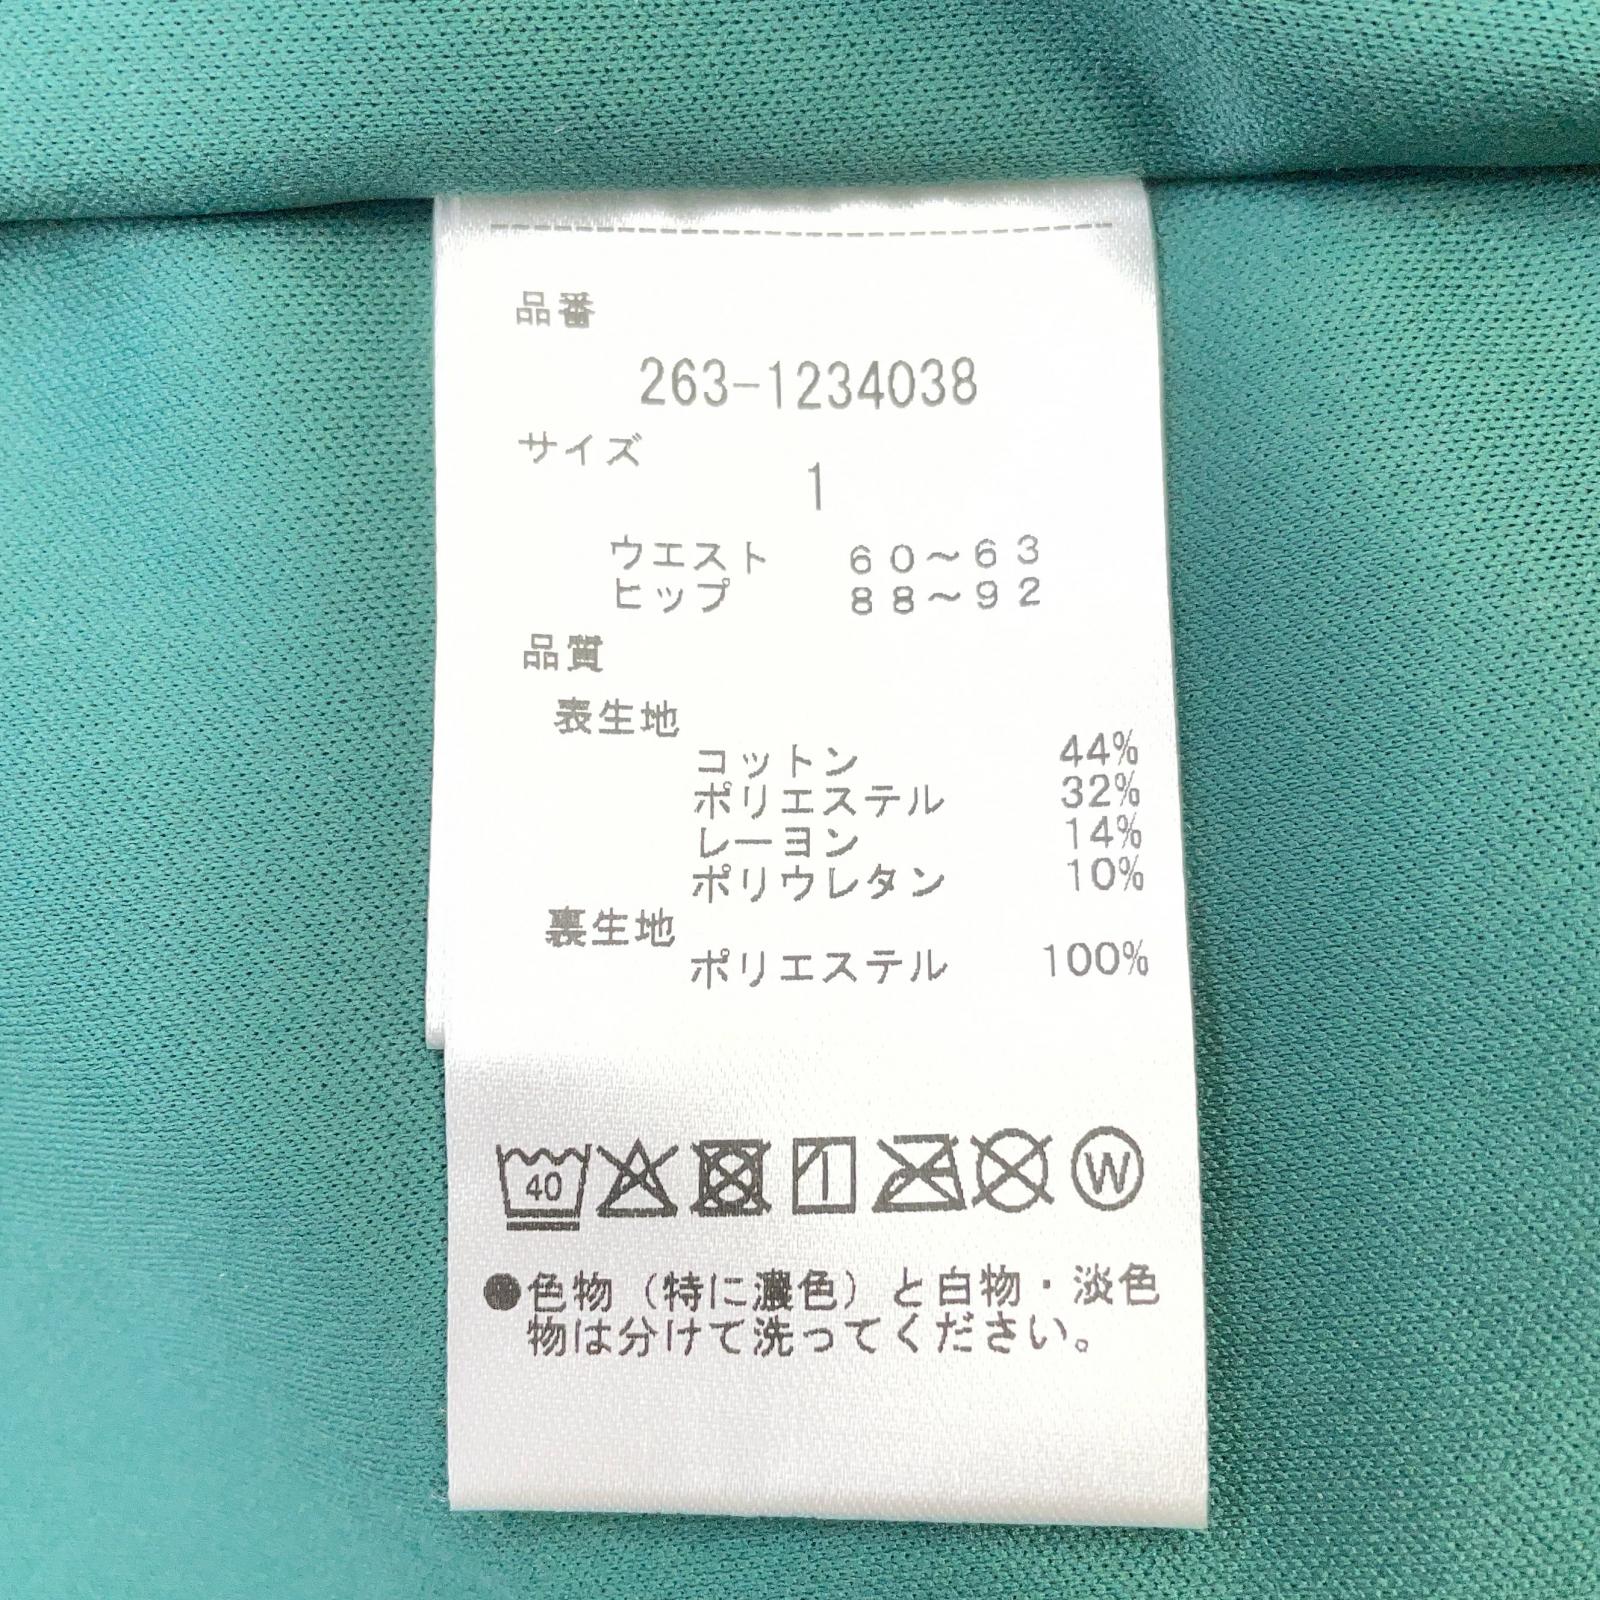 品番
263-1234038
サイズ
1
ウエスト 60～63
ヒップ 88～92
品質
表生地
コットン 44%
ポリエステル 32%
レーヨン 14%
ポリウレタン 10%
裏生地
ポリエステル 100%
40 W
●色物（特に濃色）と白物・淡色
物は分けて洗ってください。